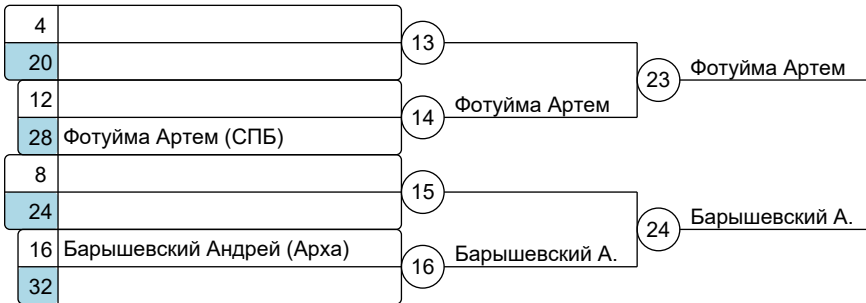 4
13
20
23 Фотуйма Артем
12
14 Фотуйма Артем
28 Фотуйма Артем (СПБ)
8
15
24
24 Барышевский А.
16 Барышевский Андрей (Арха)
16 Барышевский А.
32